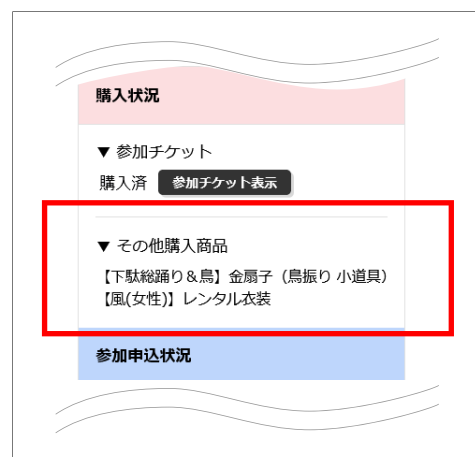 購入状況
▼ 参加チケット
購入済 参加チケット表示
▼ その他購入商品
【下駄総踊り＆鳥】金扇子（鳥振り 小道具）
【風(女性)】レンタル衣装
参加申込状況